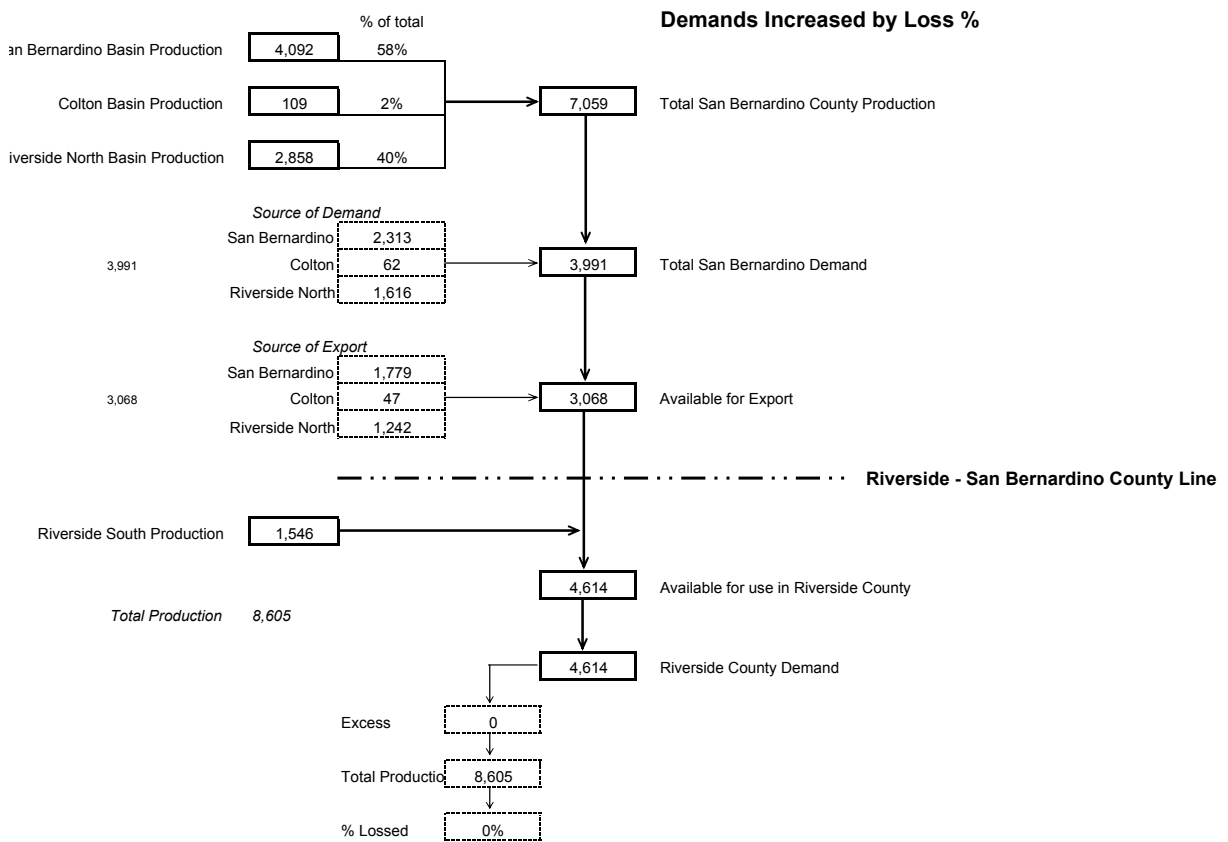 % of total
Demands Increased by Loss %
an Bernardino Basin Production 4,092 58%
Colton Basin Production 109 2% 7,059 Total San Bernardino County Production
iverside North Basin Production 2,858 40%
Source of Demand
San Bernardino 2,313
3,991 Colton 62 3,991 Total San Bernardino Demand
Riverside North 1,616
Source of Export
San Bernardino 1,779
3,068 Colton 47 3,068 Available for Export
Riverside North 1,242
Riverside - San Bernardino County Line
Riverside South Production 1,546
4,614 Available for use in Riverside County
Total Production 8,605
4,614 Riverside County Demand
Excess 0
Total Productio 8,605
% Lossed 0%